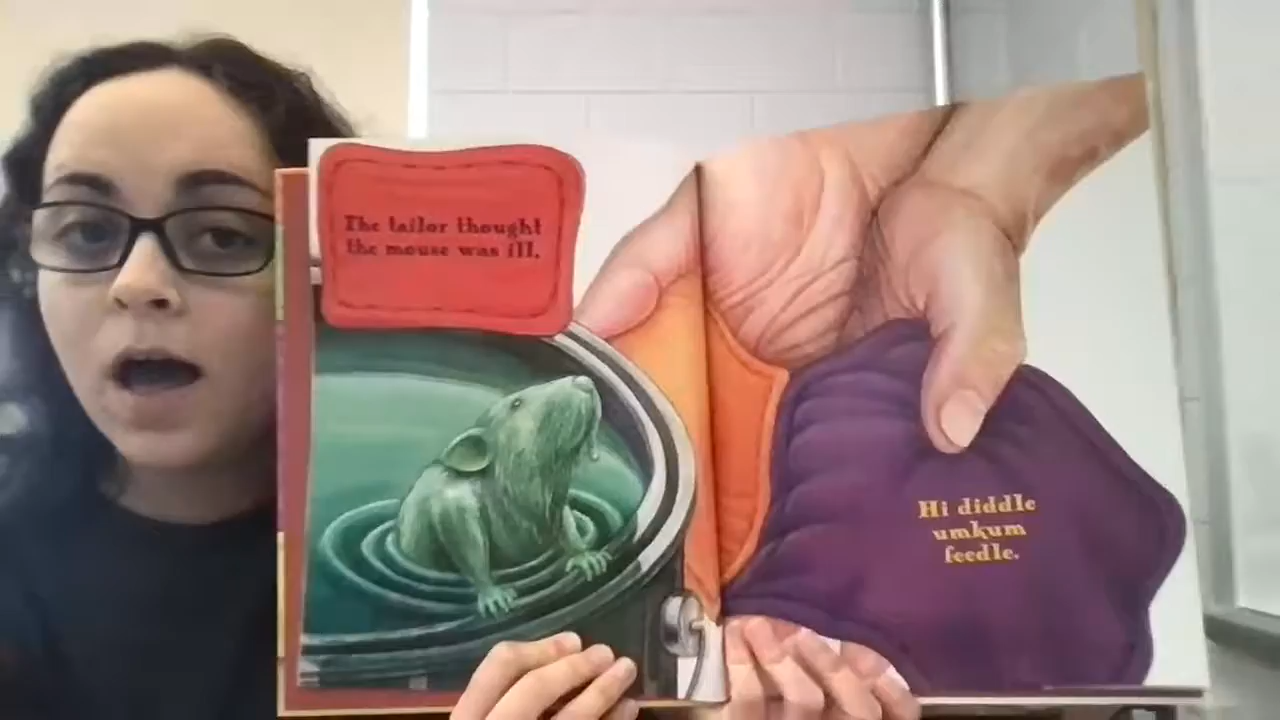 The tailor thought
the mouse was ill.
Hi diddle
umkum
feedle.